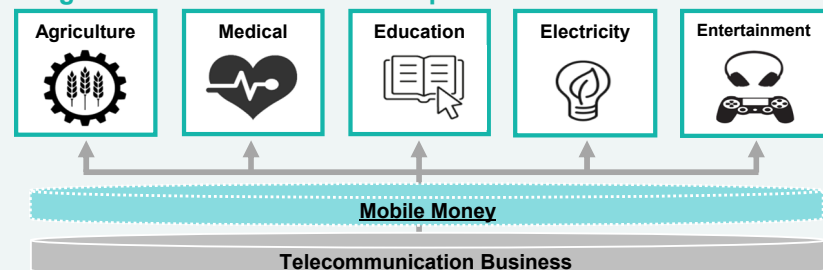 Agriculture
Medical
Education
Electricity
Entertainment
Mobile Money
Telecommunication Business